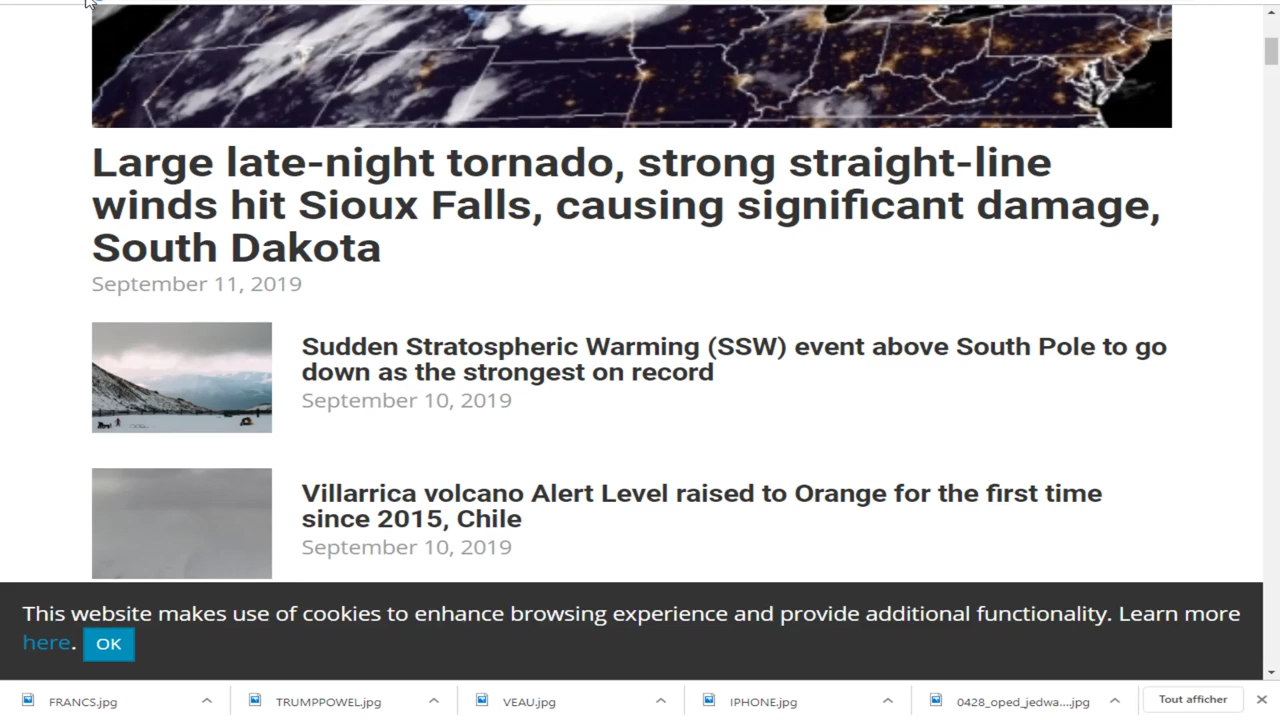 Large late-night tornado, strong straight-line
winds hit Sioux Falls, causing significant damage,
South Dakota
September 11, 2019
Sudden Stratospheric Warming (SSW) event above South Pole to go
down as the strongest on record
September 10, 2019
Villarrica volcano Alert Level raised to Orange for the first time
since 2015, Chile
September 10, 2019
This website makes use of cookies to enhance browsing experience and provide additional functionality. Learn more
here. OK
FRANCS.jpg TRUMPPOWEL.jpg VEAU.jpg IPHONE.jpg 0428_oped_jedwa....jpg Tout afficher